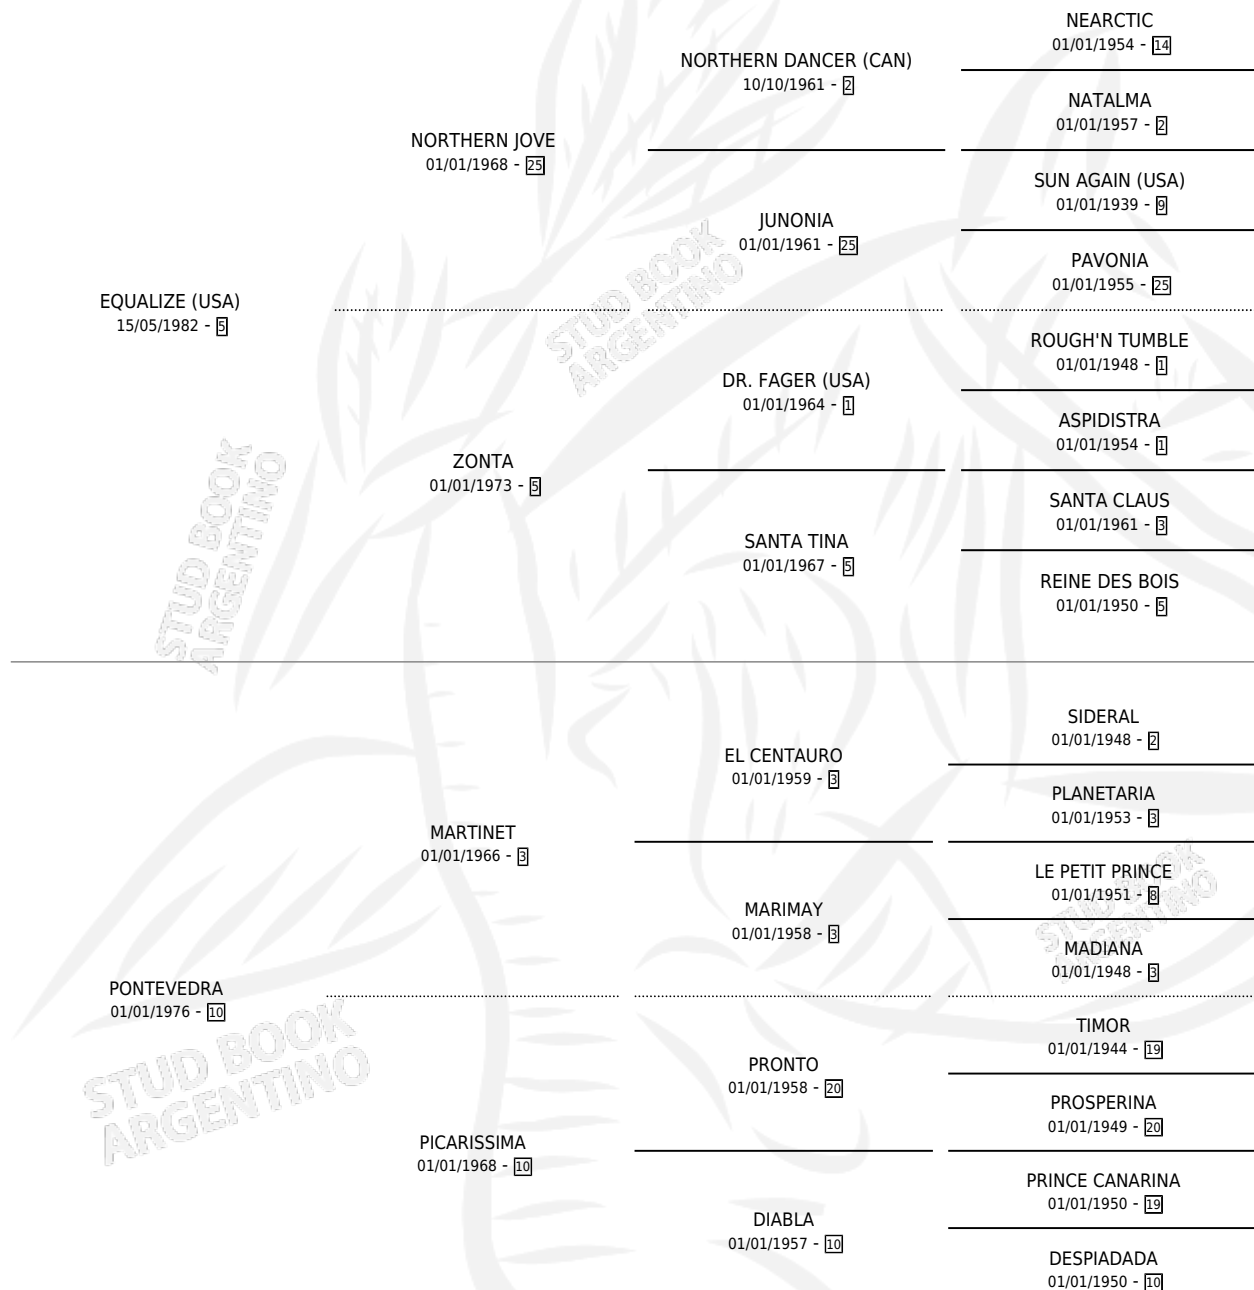 NEARCTIC
01/01/1954 - 14
NORTHERN DANCER (CAN)
10/10/1961 - 2
NATALMA
01/01/1957 - 2
NORTHERN JOVE
01/01/1968 - 25
SUN AGAIN (USA)
01/01/1939 - 9
JUNONIA
01/01/1961 - 25
PAVONIA
01/01/1955 - 25
EQUALIZE (USA)
15/05/1982 - 5
ROUGH'N TUMBLE
01/01/1948 - 1
DR. FAGER (USA)
01/01/1964 - 1
ASPIDISTRA
01/01/1954 - 1
ZONTA
01/01/1973 - 5
SANTA CLAUS
01/01/1961 - 3
SANTA TINA
01/01/1967 - 5
REINE DES BOIS
01/01/1950 - 5
SIDERAL
01/01/1948 - 2
EL CENTAURO
01/01/1959 - 3
PLANETARIA
01/01/1953 - 3
MARTINET
01/01/1966 - 3
LE PETIT PRINCE
01/01/1951 - 8
MARIMAY
01/01/1958 - 3
MADIANA
01/01/1948 - 3
PONTEVEDRA
01/01/1976 - 10
TIMOR
01/01/1944 - 19
PRONTO
01/01/1958 - 20
PROSPERINA
01/01/1949 - 20
PICARISSIMA
01/01/1968 - 10
PRINCE CANARINA
01/01/1950 - 19
DIABLA
01/01/1957 - 10
DESPIADADA
01/01/1950 - 10
STUD BOOK
ARGENTINO
STUD BOOK
ARGENTINO
STUD BOOK
ARGENTINO
STUD BOOK
ARGENTINO